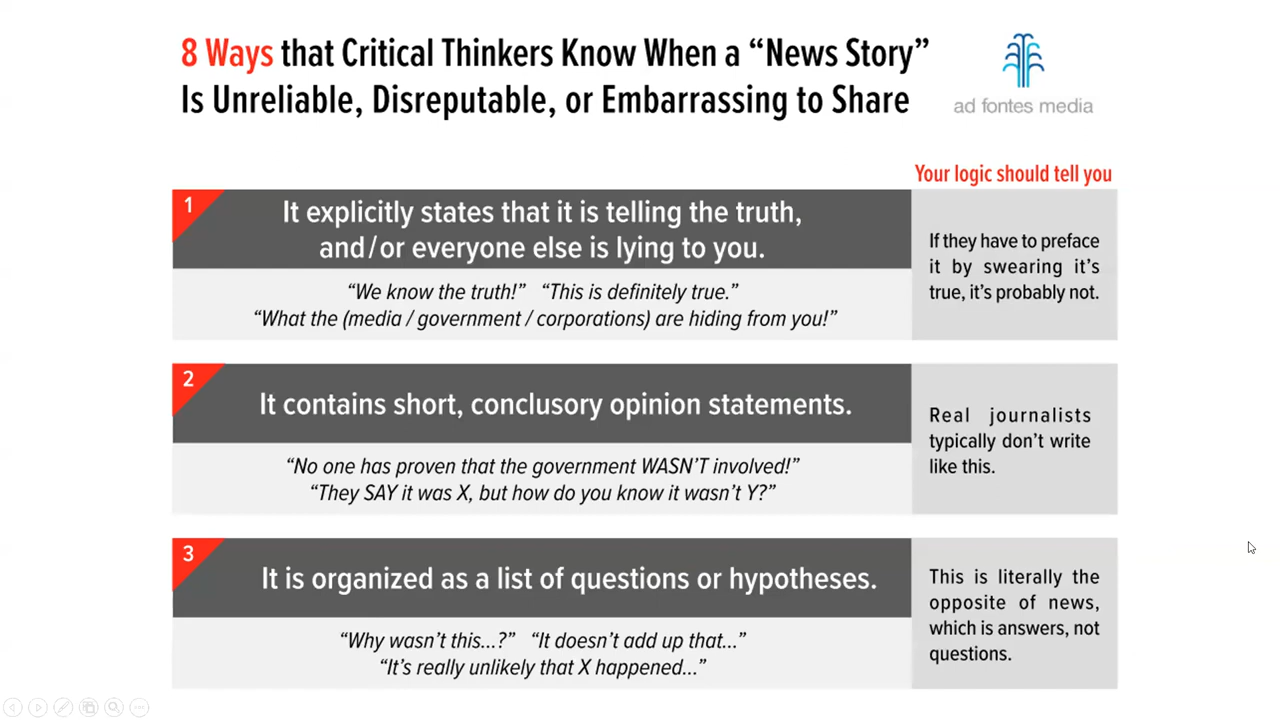 8 Ways that Critical Thinkers Know When a “News Story”
Is Unreliable, Disreputable, or Embarrassing to Share
ad fontes media
Your logic should tell you
1
It explicitly states that it is telling the truth,
and/or everyone else is lying to you.
“We know the truth!” “This is definitely true.”
“What the (media / government / corporations) are hiding from you!”
If they have to preface
it by swearing it’s
true, it’s probably not.
2
It contains short, conclusory opinion statements.
“No one has proven that the government WASN’T involved!”
“They SAY it was X, but how do you know it wasn’t Y?”
Real journalists
typically don’t write
like this.
3
It is organized as a list of questions or hypotheses.
“Why wasn’t this...?” “It doesn’t add up that...”
“It’s really unlikely that X happened...”
This is literally the
opposite of news,
which is answers, not
questions.